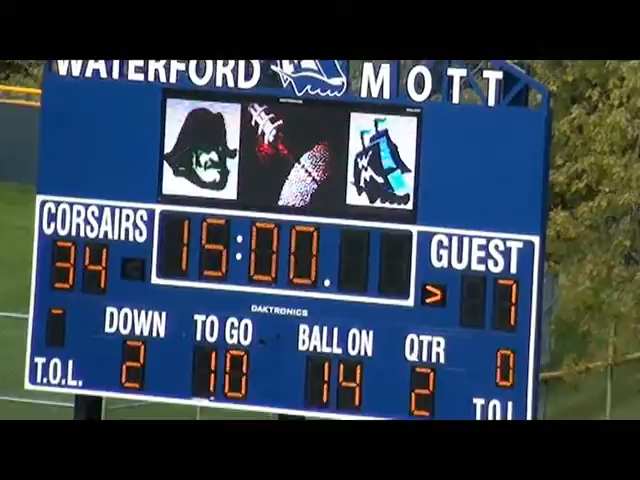 WATERFORD MOTT
CORSAIRS 15:00. GUEST
34 > 7
DAKTRONICS
DOWN TO GO BALL ON QTR
2 10 14 2 0
T.O.L. T.O.L